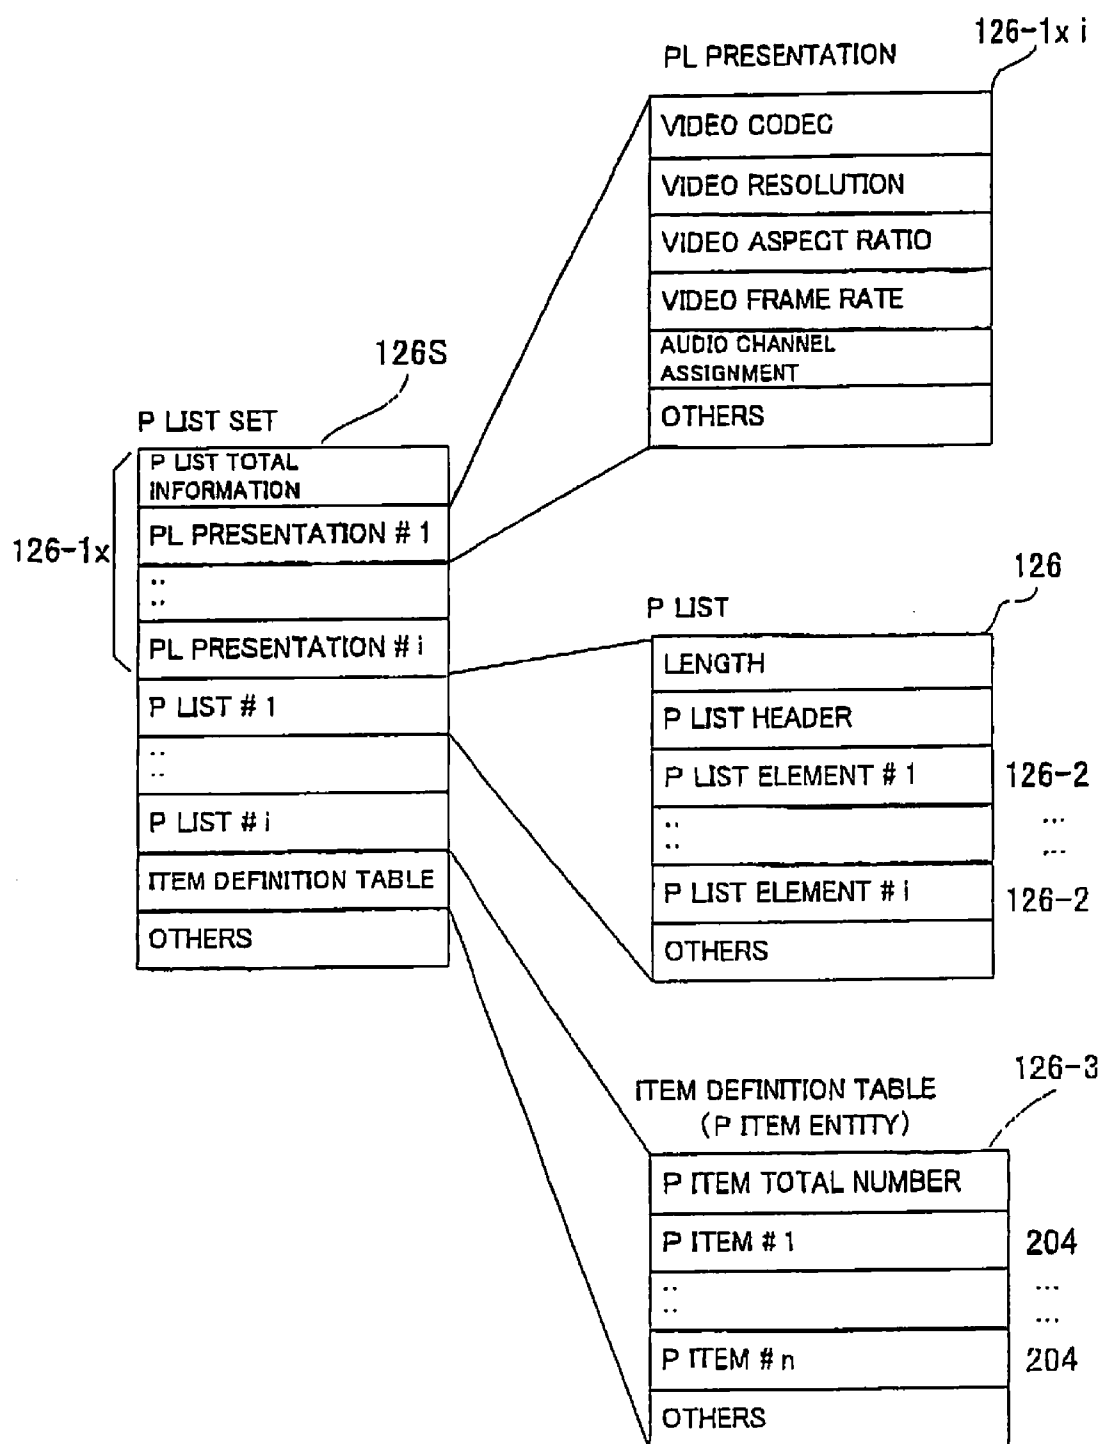 126-1x i
PL PRESENTATION
VIDEO CODEC
VIDEO RESOLUTION
VIDEO ASPECT RATIO
VIDEO FRAME RATE
AUDIO CHANNEL
ASSIGNMENT
OTHERS
126S
P LIST SET
P LIST TOTAL
INFORMATION
PL PRESENTATION # 1
126-1x
: :
PL PRESENTATION # i
P LIST # 1
: :
P LIST # i
ITEM DEFINITION TABLE
OTHERS
126
P LIST
LENGTH
P LIST HEADER
P LIST ELEMENT # 1 126-2
: : ...
...
P LIST ELEMENT # i 126-2
OTHERS
126-3
ITEM DEFINITION TABLE
(P ITEM ENTITY)
P ITEM TOTAL NUMBER
P ITEM # 1 204
: : ...
...
P ITEM # n 204
OTHERS